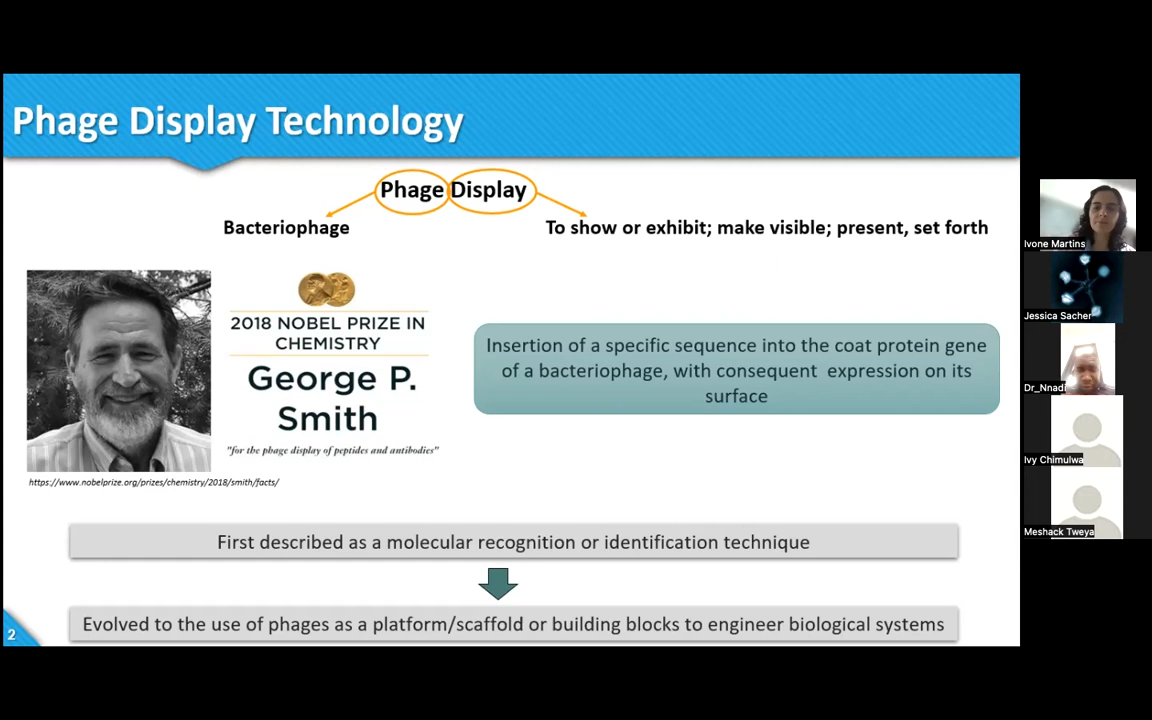 Phage Display Technology
Phage Display
Bacteriophage
To show or exhibit; make visible; present, set forth
2018 NOBEL PRIZE IN
CHEMISTRY
George P.
Smith
"for the phage display of peptides and antibodies"
https://www.nobelprize.org/prizes/chemistry/2018/smith/facts/
Insertion of a specific sequence into the coat protein gene
of a bacteriophage, with consequent expression on its
surface
First described as a molecular recognition or identification technique
Evolved to the use of phages as a platform/scaffold or building blocks to engineer biological systems
2
Ivone Martins
Jessica Sacher
Dr_Nnadi
Ivy Chimulwa
Meshack Tweya